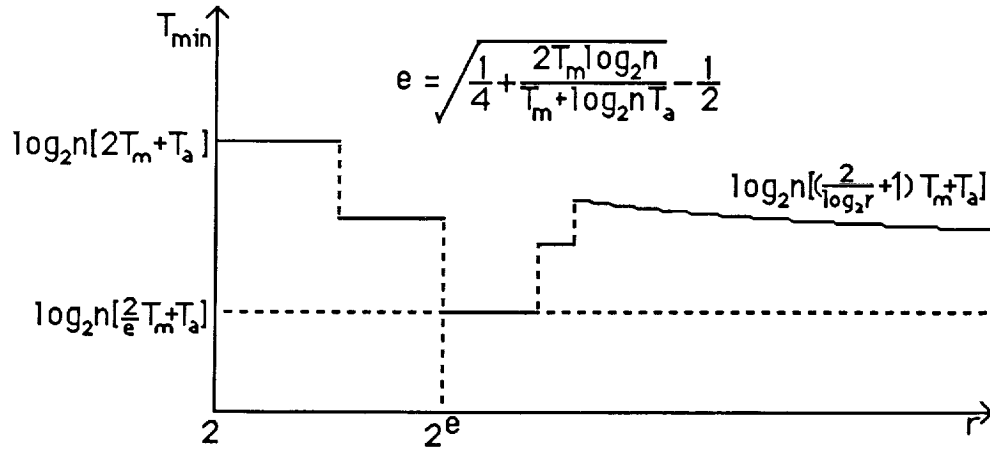 T_min
e = √(1/4 + 2T_m log₂n / (T_m + log₂n T_a)) − 1/2
log₂n[2T_m+T_a]
log₂n[(2/log₂r +1) T_m+T_a]
log₂n[2/e T_m+T_a]
2 2^e r